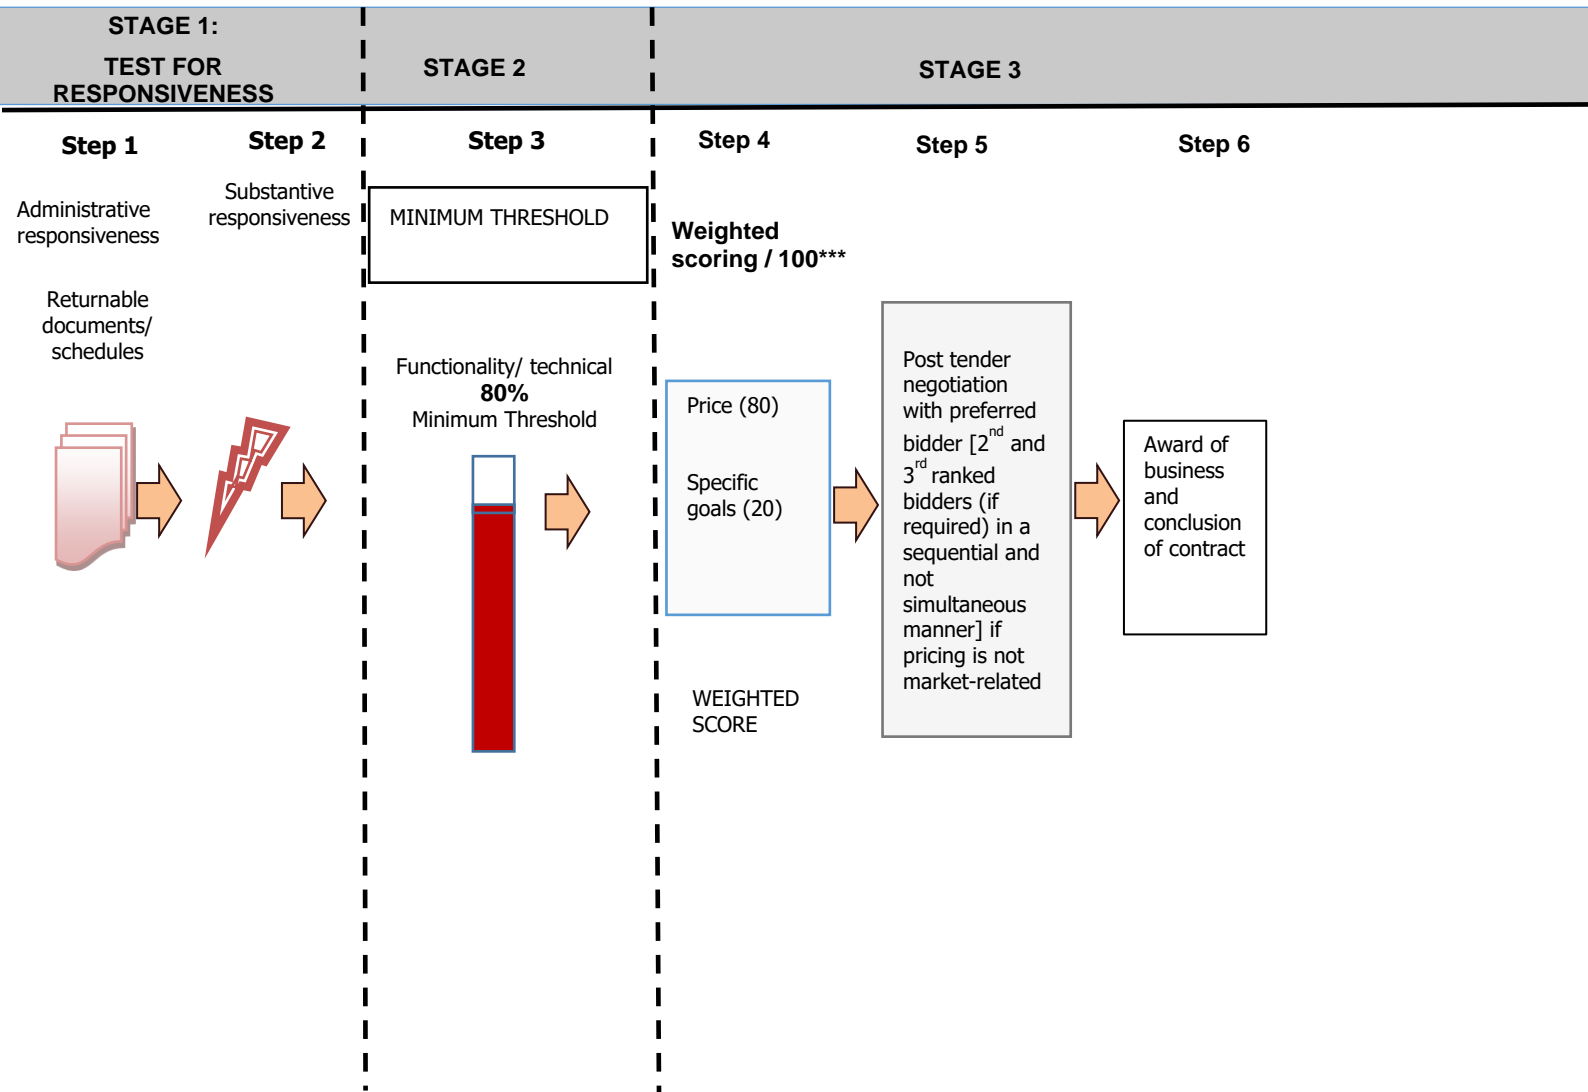 STAGE 1:
TEST FOR
RESPONSIVENESS
STAGE 2
STAGE 3
Step 1
Step 2
Step 3
Step 4
Step 5
Step 6
Administrative
responsiveness
Returnable
documents/
schedules
Substantive
responsiveness
MINIMUM THRESHOLD
Functionality/ technical
80%
Minimum Threshold
Weighted
scoring / 100***
Price (80)
Specific
goals (20)
WEIGHTED
SCORE
Post tender
negotiation
with preferred
bidder [2nd and
3rd ranked
bidders (if
required) in a
sequential and
not
simultaneous
manner] if
pricing is not
market-related
Award of
business
and
conclusion
of contract